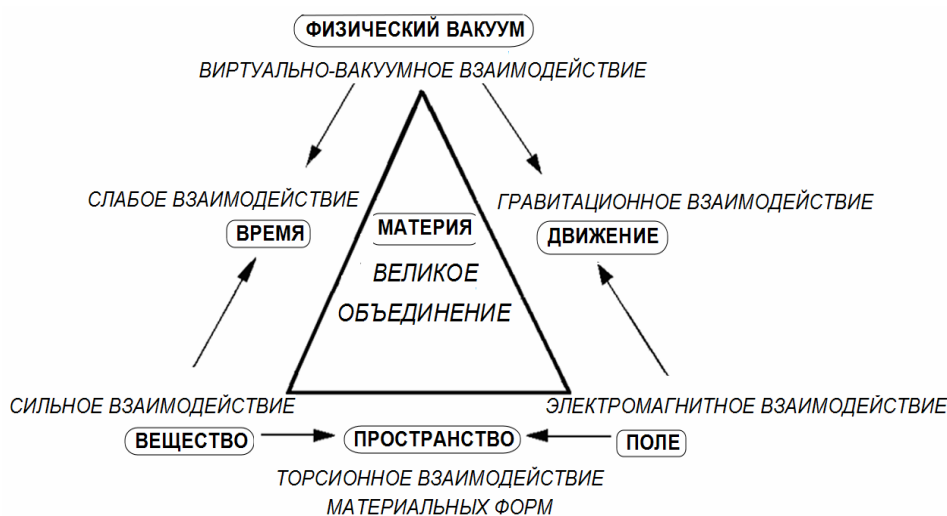 ФИЗИЧЕСКИЙ ВАКУУМ
ВИРТУАЛЬНО-ВАКУУМНОЕ ВЗАИМОДЕЙСТВИЕ
СЛАБОЕ ВЗАИМОДЕЙСТВИЕ
ВРЕМЯ
ГРАВИТАЦИОННОЕ ВЗАИМОДЕЙСТВИЕ
ДВИЖЕНИЕ
МАТЕРИЯ
ВЕЛИКОЕ
ОБЪЕДИНЕНИЕ
СИЛЬНОЕ ВЗАИМОДЕЙСТВИЕ
ВЕЩЕСТВО
ЭЛЕКТРОМАГНИТНОЕ ВЗАИМОДЕЙСТВИЕ
ПОЛЕ
ПРОСТРАНСТВО
ТОРСИОННОЕ ВЗАИМОДЕЙСТВИЕ
МАТЕРИАЛЬНЫХ ФОРМ